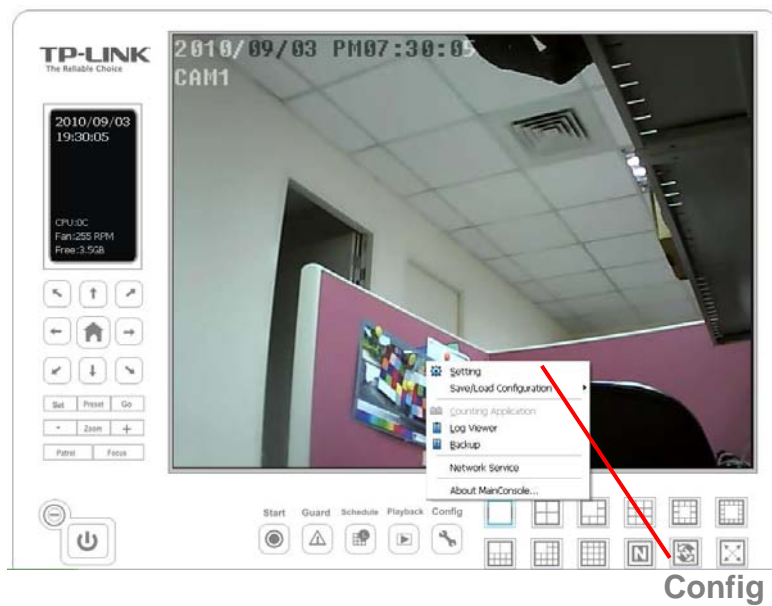 TP-LINK
The Reliable Choice
2010/09/03 PM07:30:05
CAM1
2010/09/03
19:30:05
CPU:0C
Fan:255 RPM
Free:3.5GB
Set Preset Go
- Zoom +
Patrol Focus
Setting
Save/Load Configuration
Counting Application
Log Viewer
Backup
Network Service
About MainConsole...
Start Guard Schedule Playback Config
N
Config